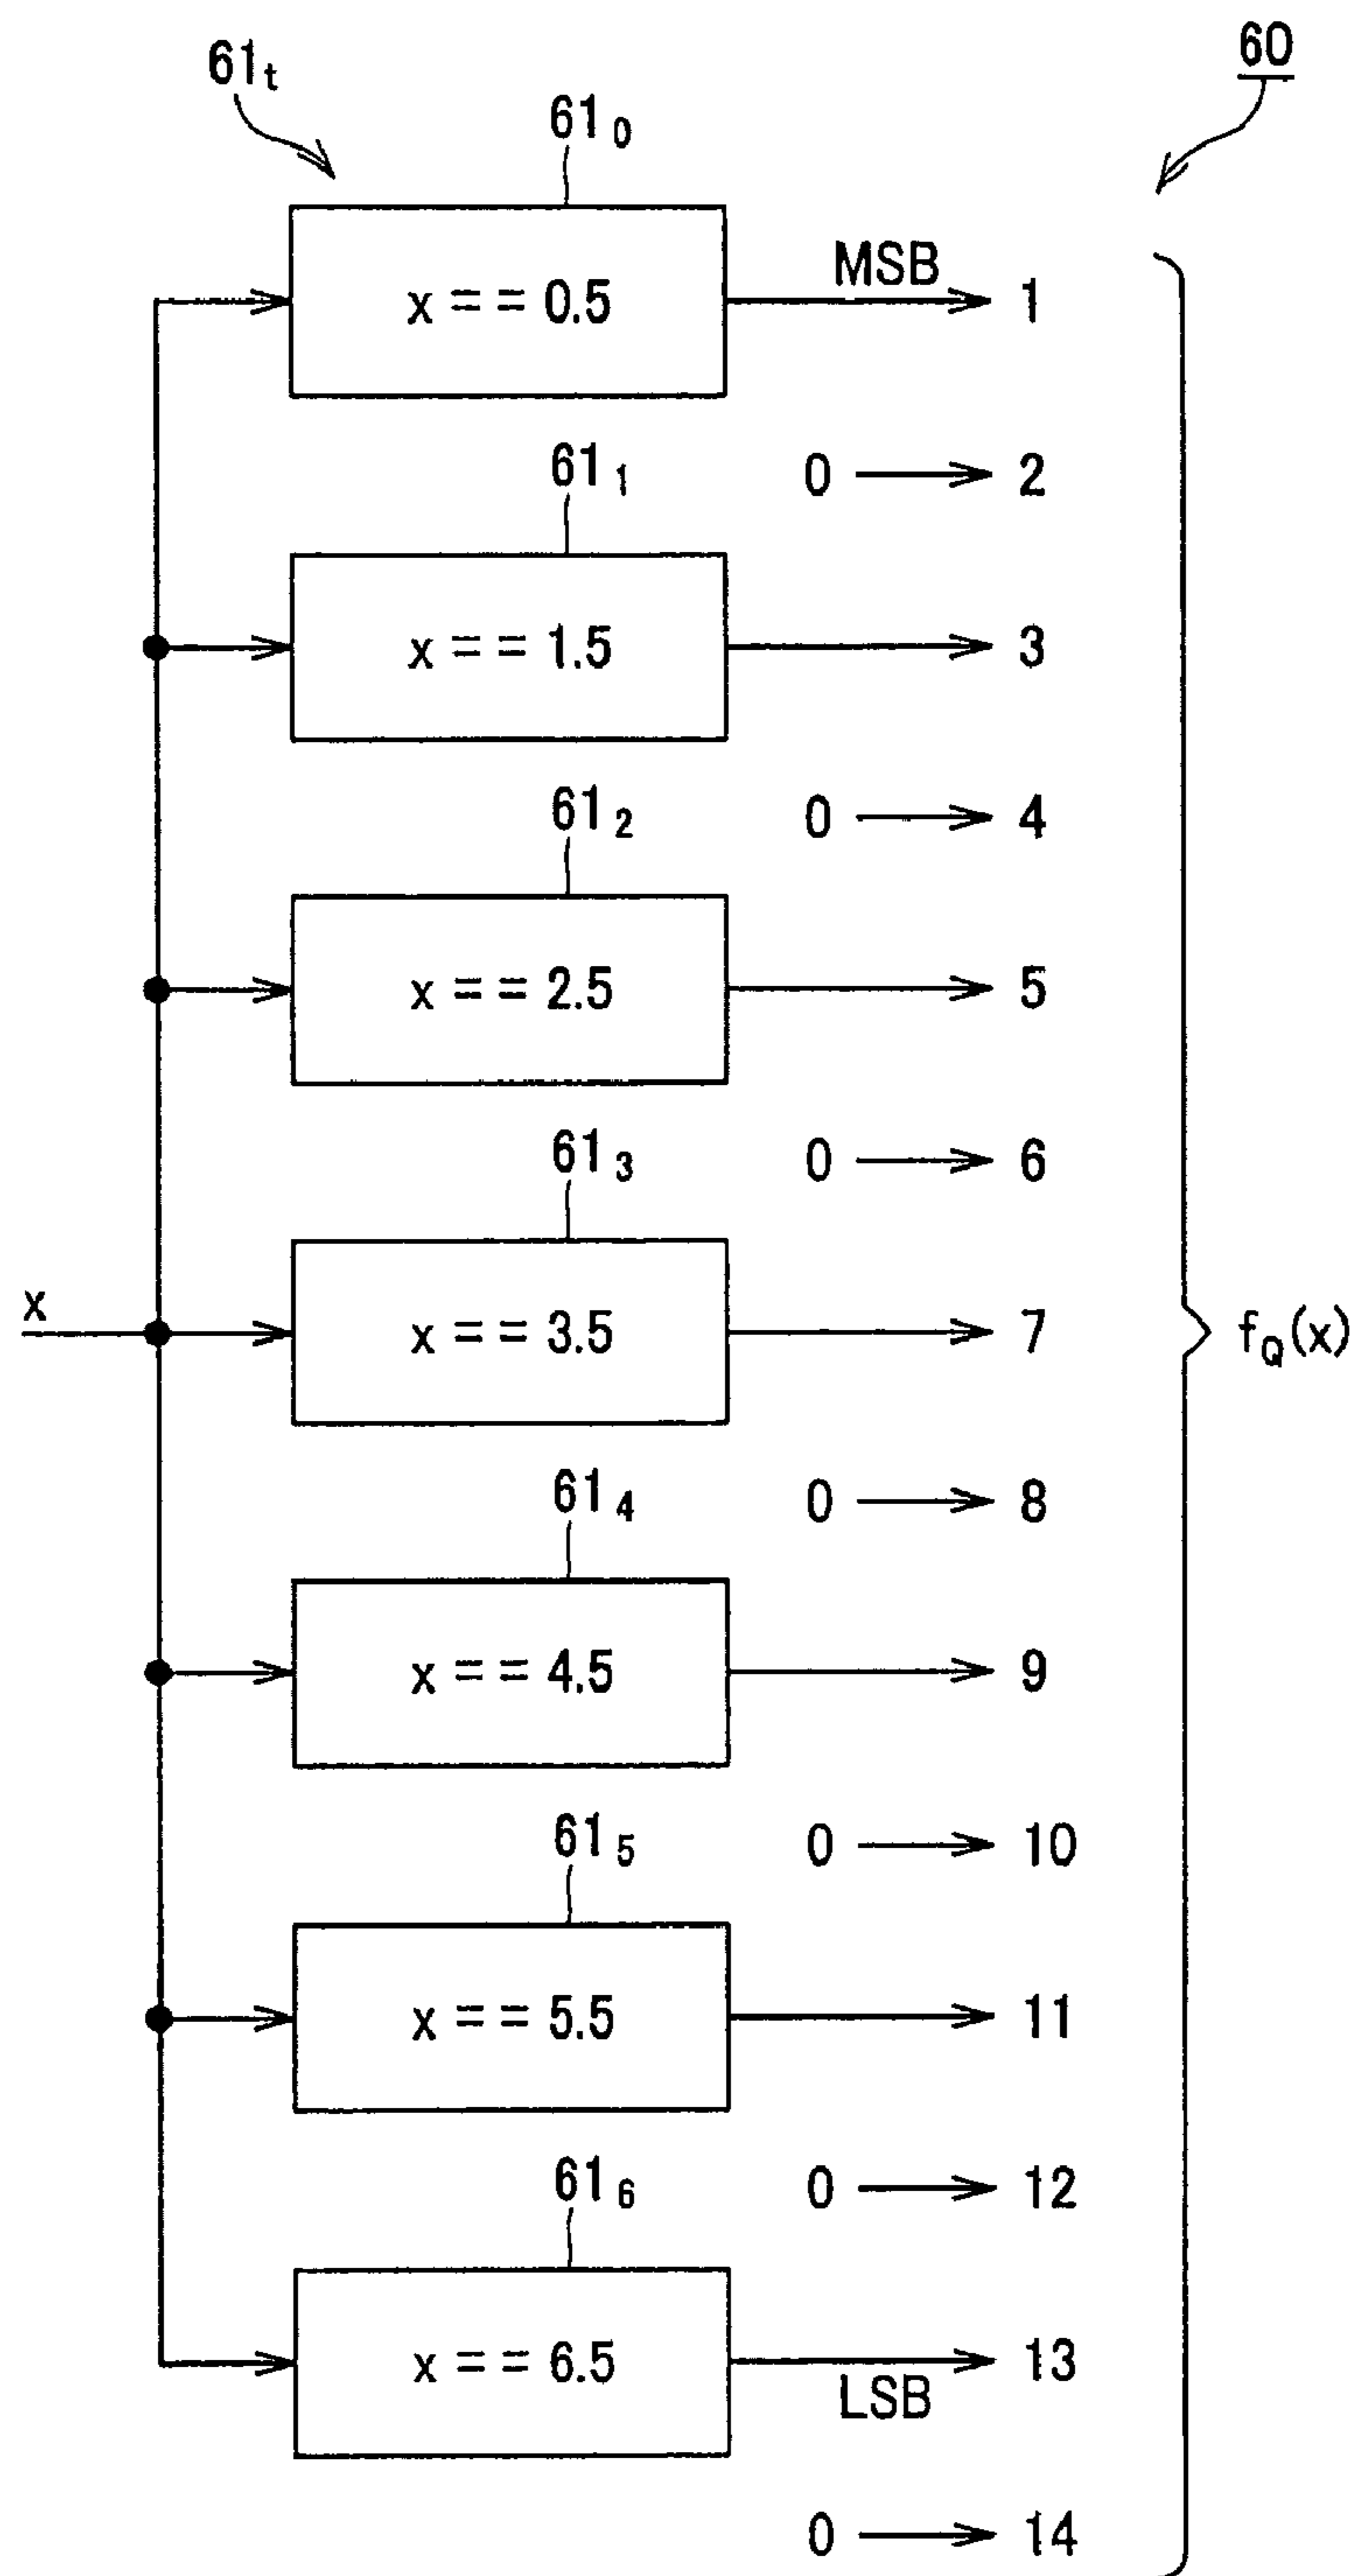 60
61t
610
x = = 0.5
MSB
1
0
2
611
x = = 1.5
3
0
4
612
x = = 2.5
5
0
6
613
x
x = = 3.5
7
fQ(x)
0
8
614
x = = 4.5
9
0
10
615
x = = 5.5
11
0
12
616
x = = 6.5
13
LSB
0
14